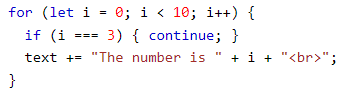 for (let i = 0; i < 10; i++) {
  if (i === 3) { continue; }
  text += "The number is " + i + "<br>";
}